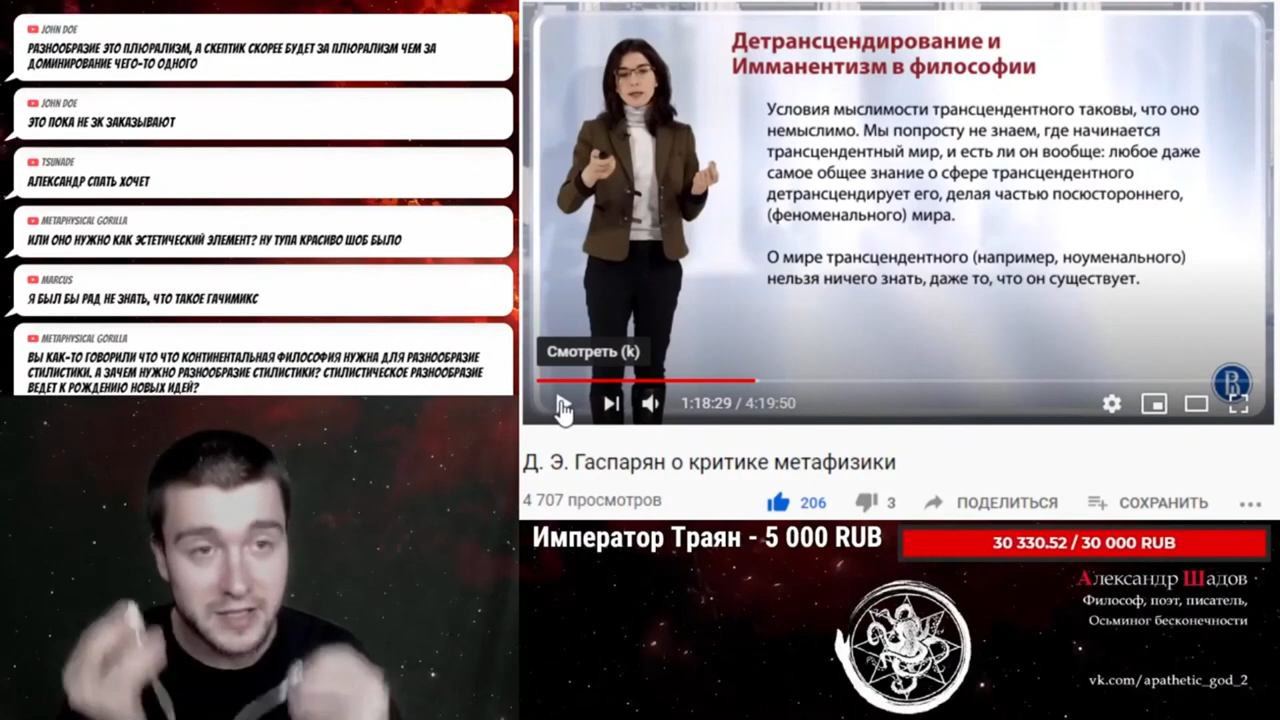 JOHN DOE
РАЗНООБРАЗИЕ ЭТО ПЛЮРАЛИЗМ, А СКЕПТИК СКОРЕЕ БУДЕТ ЗА ПЛЮРАЛИЗМ ЧЕМ ЗА
ДОМИНИРОВАНИЕ ЧЕГО-ТО ОДНОГО
JOHN DOE
ЭТО ПОКА НЕ ЗК ЗАКАЗЫВАЮТ
TSUNADE
АЛЕКСАНДР СПАТЬ ХОЧЕТ
METAPHYSICAL GORILLA
ИЛИ ОНО НУЖНО КАК ЭСТЕТИЧЕСКИЙ ЭЛЕМЕНТ? НУ ТУПА КРАСИВО ШОБ БЫЛО
MARCUS
Я БЫЛ БЫ РАД НЕ ЗНАТЬ, ЧТО ТАКОЕ ГАЧИМИКС
METAPHYSICAL GORILLA
ВЫ КАК-ТО ГОВОРИЛИ ЧТО ЧТО КОНТИНЕНТАЛЬНАЯ ФИЛОСОФИЯ НУЖНА ДЛЯ РАЗНООБРАЗИЕ
СТИЛИСТИКИ. А ЗАЧЕМ НУЖНО РАЗНООБРАЗИЕ СТИЛИСТИКИ? СТИЛИСТИЧЕСКОЕ РАЗНООБРАЗИЕ
ВЕДЕТ К РОЖДЕНИЮ НОВЫХ ИДЕЙ?
Детрансцендирование и
Имманентизм в философии
Условия мыслимости трансцендентного таковы, что оно
немыслимо. Мы попросту не знаем, где начинается
трансцендентный мир, и есть ли он вообще: любое даже
самое общее знание о сфере трансцендентного
детрансцендирует его, делая частью посюстороннего,
(феноменального) мира.
О мире трансцендентного (например, ноуменального)
нельзя ничего знать, даже то, что он существует.
Смотреть (k)
1:18:29 / 4:19:50
Д. Э. Гаспарян о критике метафизики
4 707 просмотров
206
3
ПОДЕЛИТЬСЯ
СОХРАНИТЬ
Император Траян - 5 000 RUB
30 330.52 / 30 000 RUB
Александр Шадов
Философ, поэт, писатель,
Осьминог бесконечности
vk.com/apathetic_god_2